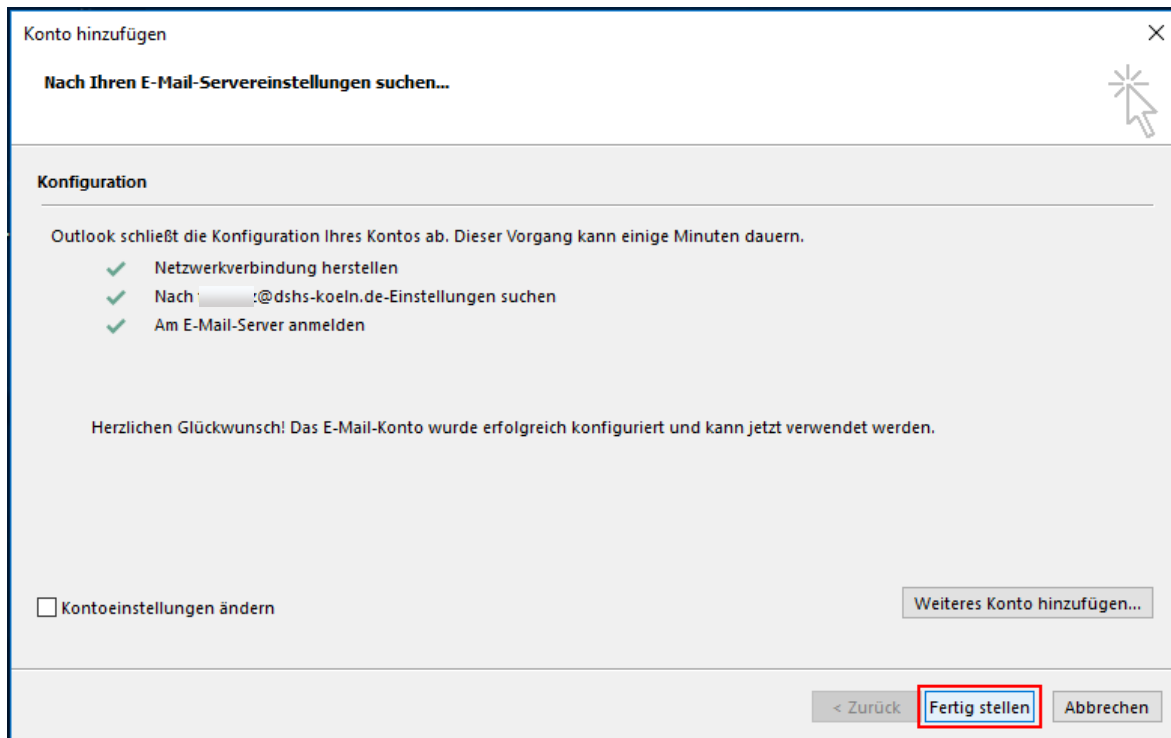 Konto hinzufügen
Nach Ihren E-Mail-Servereinstellungen suchen...
Konfiguration
Outlook schließt die Konfiguration Ihres Kontos ab. Dieser Vorgang kann einige Minuten dauern.
Netzwerkverbindung herstellen
Nach @dshs-koeln.de-Einstellungen suchen
Am E-Mail-Server anmelden
Herzlichen Glückwunsch! Das E-Mail-Konto wurde erfolgreich konfiguriert und kann jetzt verwendet werden.
Kontoeinstellungen ändern
Weiteres Konto hinzufügen...
< Zurück Fertig stellen Abbrechen